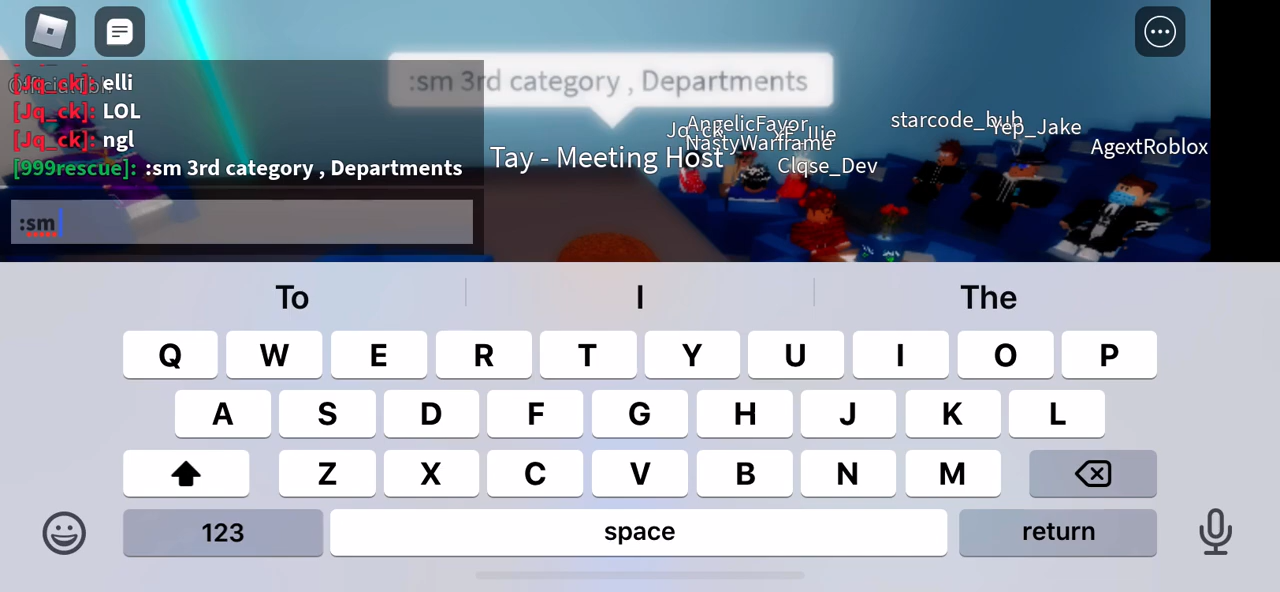 :sm 3rd category , Departments
[Jq_ck]: elli
[Jq_ck]: LOL
[Jq_ck]: ngl
[999rescue]: :sm 3rd category , Departments
:sm
AngelicFavor
NastyWarframe
Tay - Meeting Host
Clqse_Dev
starcode_bub
Yep_Jake
AgextRoblox
To I The
Q W E R T Y U I O P
A S D F G H J K L
Z X C V B N M
123 space return